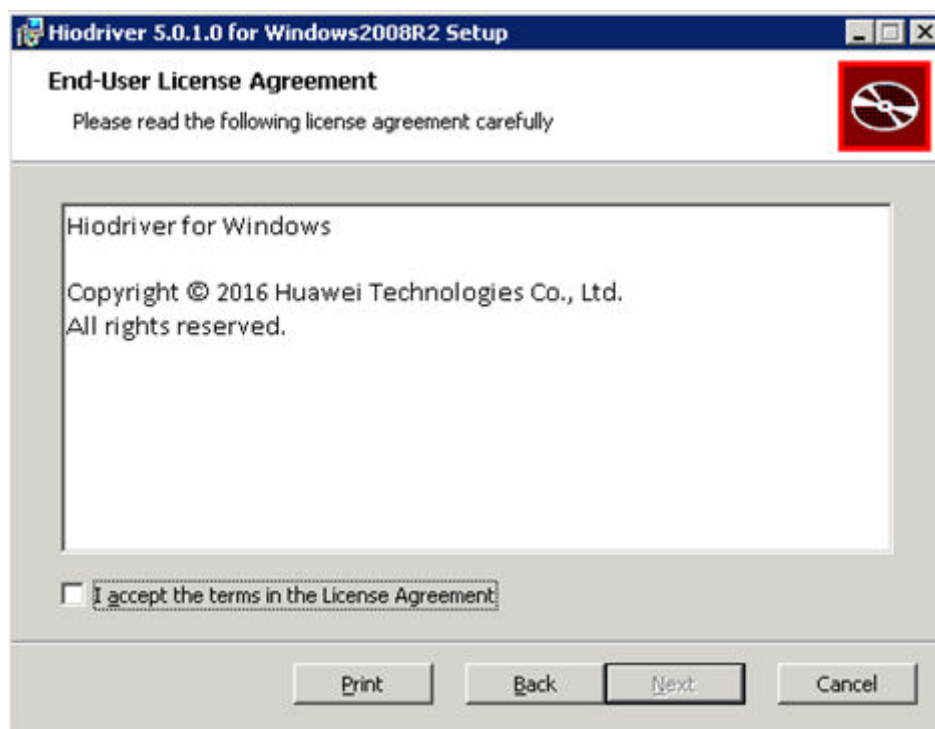 Hiodriver 5.0.1.0 for Windows2008R2 Setup
End-User License Agreement
Please read the following license agreement carefully
Hiodriver for Windows
Copyright © 2016 Huawei Technologies Co., Ltd.
All rights reserved.
I accept the terms in the License Agreement
Print Back Next Cancel